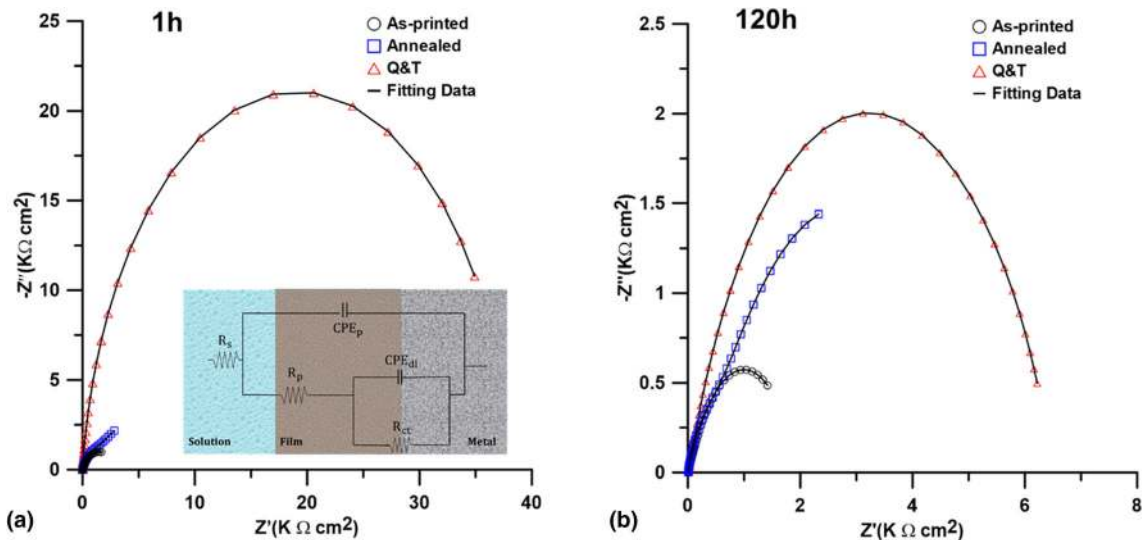 1h
As-printed
Annealed
Q&T
Fitting Data
25
20
15
10
5
0
-Z"(KΩ cm2)
Rs
CPEp
Rp
CPEdl
Rct
Solution
Film
Metal
0 10 20 30 40
(a)
Z'(K Ω cm2)
120h
As-printed
Annealed
Q&T
Fitting Data
2.5
2
1.5
1
0.5
0
-Z"(KΩ cm2)
0 2 4 6 8
(b)
Z'(K Ω cm2)